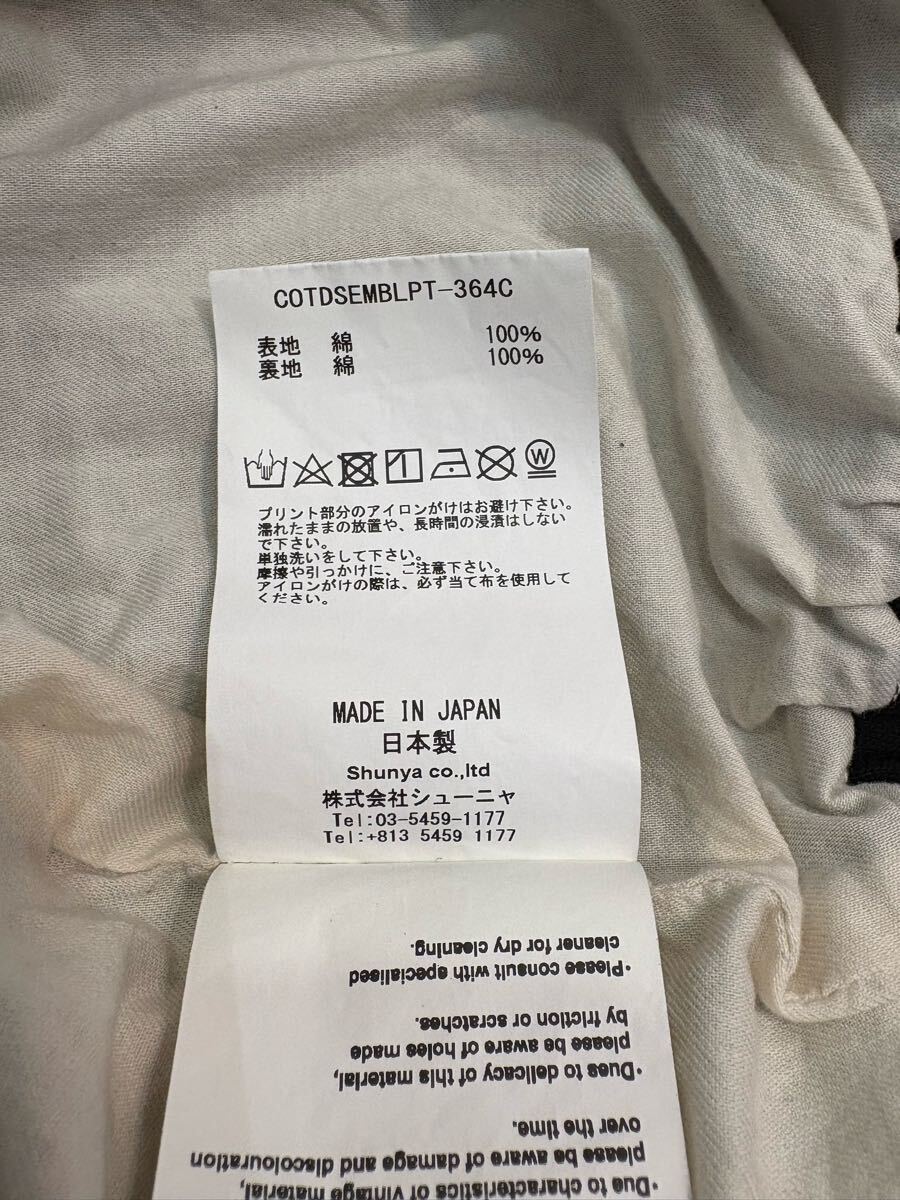 COTDSEMBLPT-364C
表地 綿 100%
裏地 綿 100%
W
プリント部分のアイロンがけはお避け下さい。
濡れたままの放置や、長時間の浸漬はしない
で下さい。
単独洗いをして下さい。
摩擦や引っかけに、ご注意下さい。
アイロンがけの際は、必ず当て布を使用して
ください。
MADE IN JAPAN
日本製
Shunya co.,ltd
株式会社シューニャ
Tel:03-5459-1177
Tel:+813 5459 1177
・Due to characteristics of vintage material,
please be aware of damage and discolouration
over the time.
・Dues to delicacy of this material,
please be aware of holes made
by friction or scratches.
・Please consult with specialised
cleaner for dry cleaning.